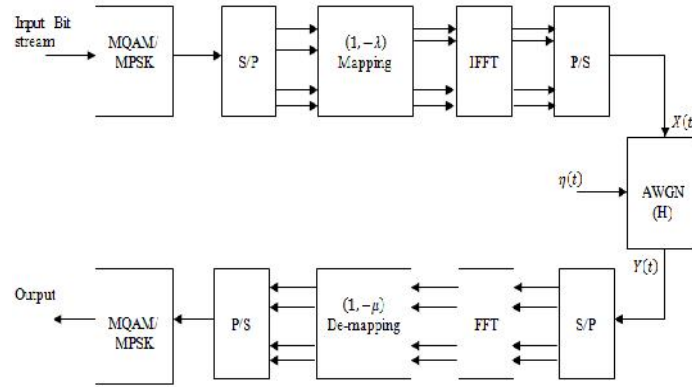 Input Bit
stream
MQAM/
MPSK
S/P
(1, −λ)
Mapping
IFFT
P/S
X(t)
η(t)
AWGN
(H)
Y(t)
Output
MQAM/
MPSK
P/S
(1, −μ)
De-mapping
FFT
S/P